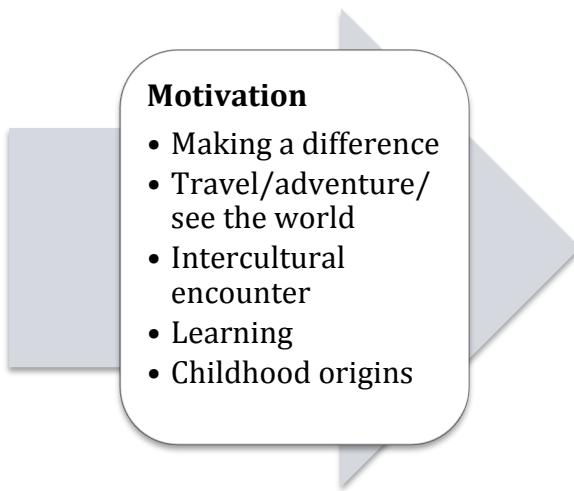 Motivation
• Making a difference
• Travel/adventure/
see the world
• Intercultural
encounter
• Learning
• Childhood origins